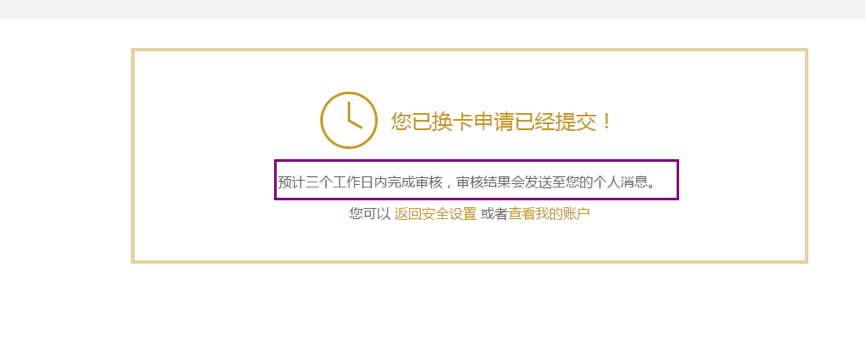 您已换卡申请已经提交！
预计三个工作日内完成审核，审核结果会发送至您的个人消息。
您可以 返回安全设置 或者查看我的账户